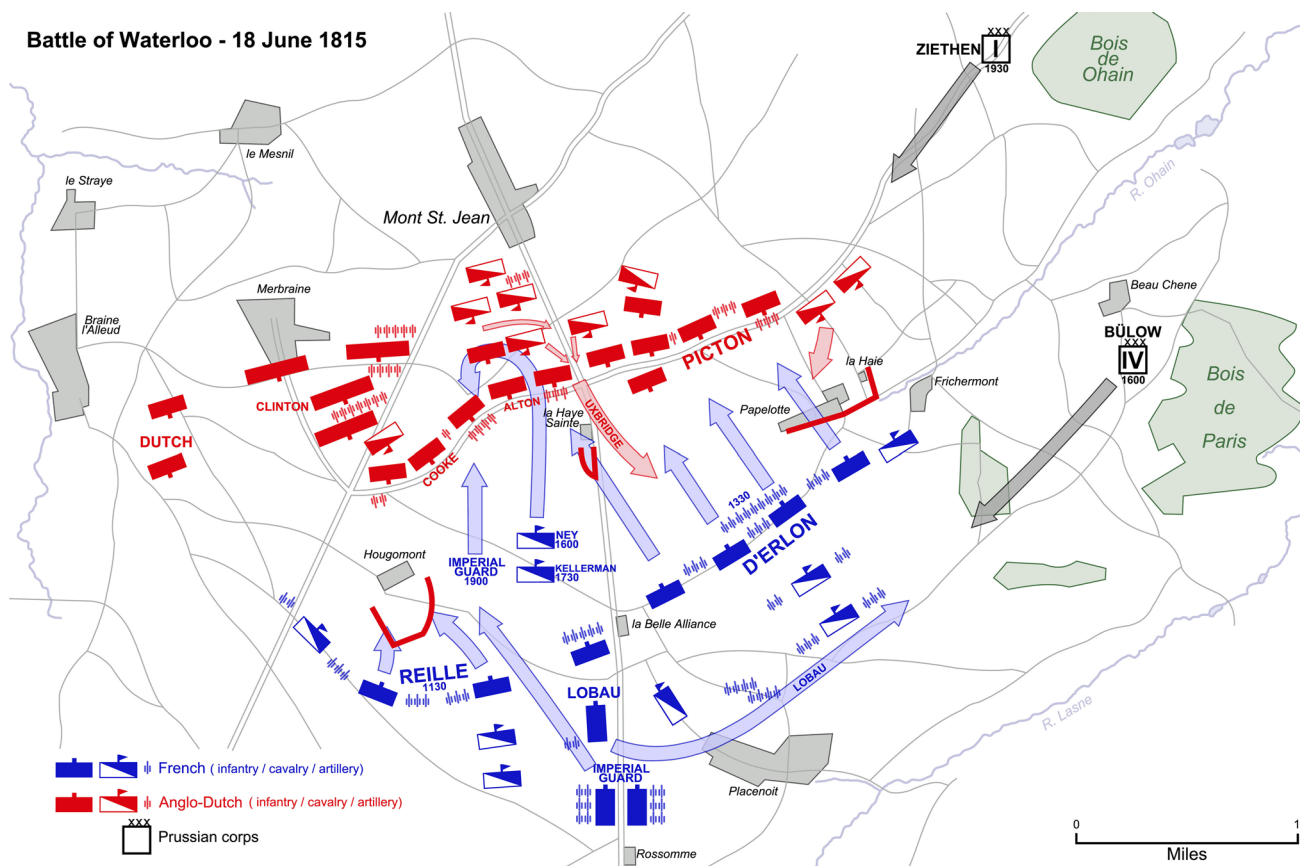 Battle of Waterloo - 18 June 1815
XXX
ZIETHEN
I
1930
Bois
de
Ohain
le Mesnil
le Straye
Mont St. Jean
R. Ohain
Merbraine
Braine
l'Alleud
Beau Chene
BÜLOW
XXX
IV
1600
PICTON
la Haie
Frichermont
Bois
de
Paris
CLINTON
ALTON
UXBRIDGE
la Haye
Sainte
Papelotte
DUTCH
COOKE
1330
D'ERLON
NEY
1600
Hougomont
IMPERIAL
GUARD
1900
KELLERMAN
1730
la Belle Alliance
REILLE
1130
LOBAU
LOBAU
R. Lasne
IMPERIAL
GUARD
Placenoit
French ( infantry / cavalry / artillery)
Anglo-Dutch ( infantry / cavalry / artillery)
XXX
Prussian corps
Rossomme
0 1
Miles